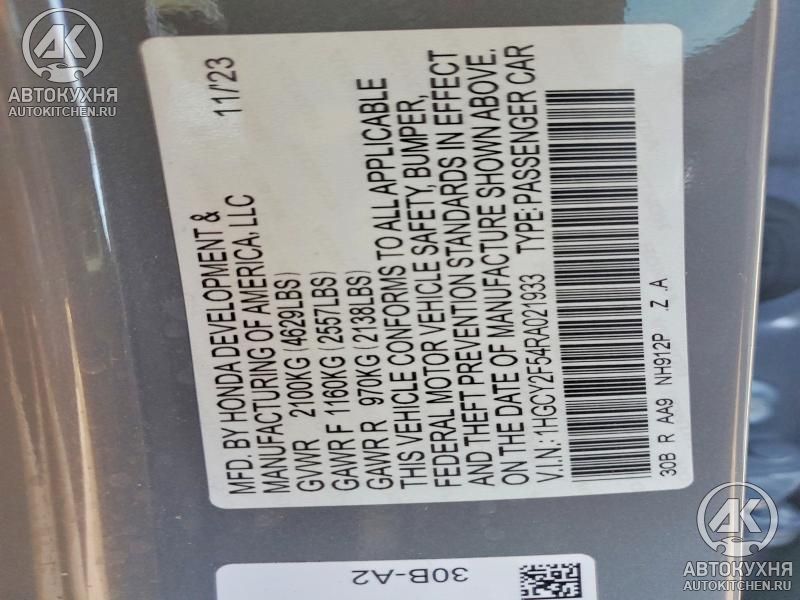 АВТОКУХНЯ
AUTOKITCHEN.RU
MFD. BY HONDA DEVELOPMENT & 11/23
MANUFACTURING OF AMERICA, LLC
GVWR 2100KG (4629LBS)
GAWR F 1160KG (2557LBS)
GAWR R 970KG (2138LBS)
THIS VEHICLE CONFORMS TO ALL APPLICABLE
FEDERAL MOTOR VEHICLE SAFETY, BUMPER,
AND THEFT PREVENTION STANDARDS IN EFFECT
ON THE DATE OF MANUFACTURE SHOWN ABOVE.
V.I.N.: 1HGCY2F54RA021933 TYPE: PASSENGER CAR
30B R AA9 NH912P .Z .A
30B-A2
АВТОКУХНЯ
AUTOKITCHEN.RU